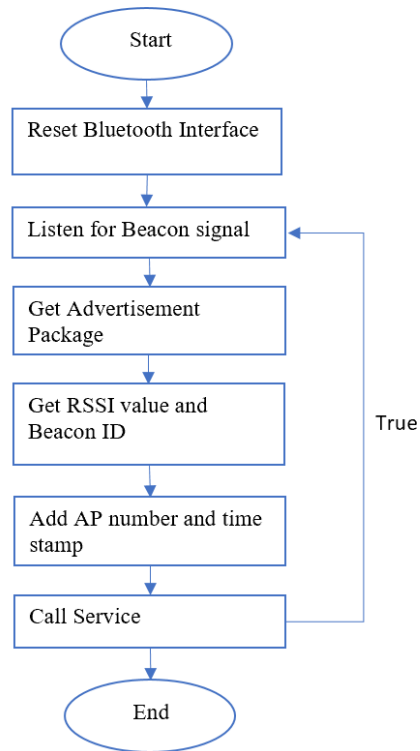 Start
Reset Bluetooth Interface
Listen for Beacon signal
Get Advertisement
Package
Get RSSI value and
Beacon ID
True
Add AP number and time
stamp
Call Service
End